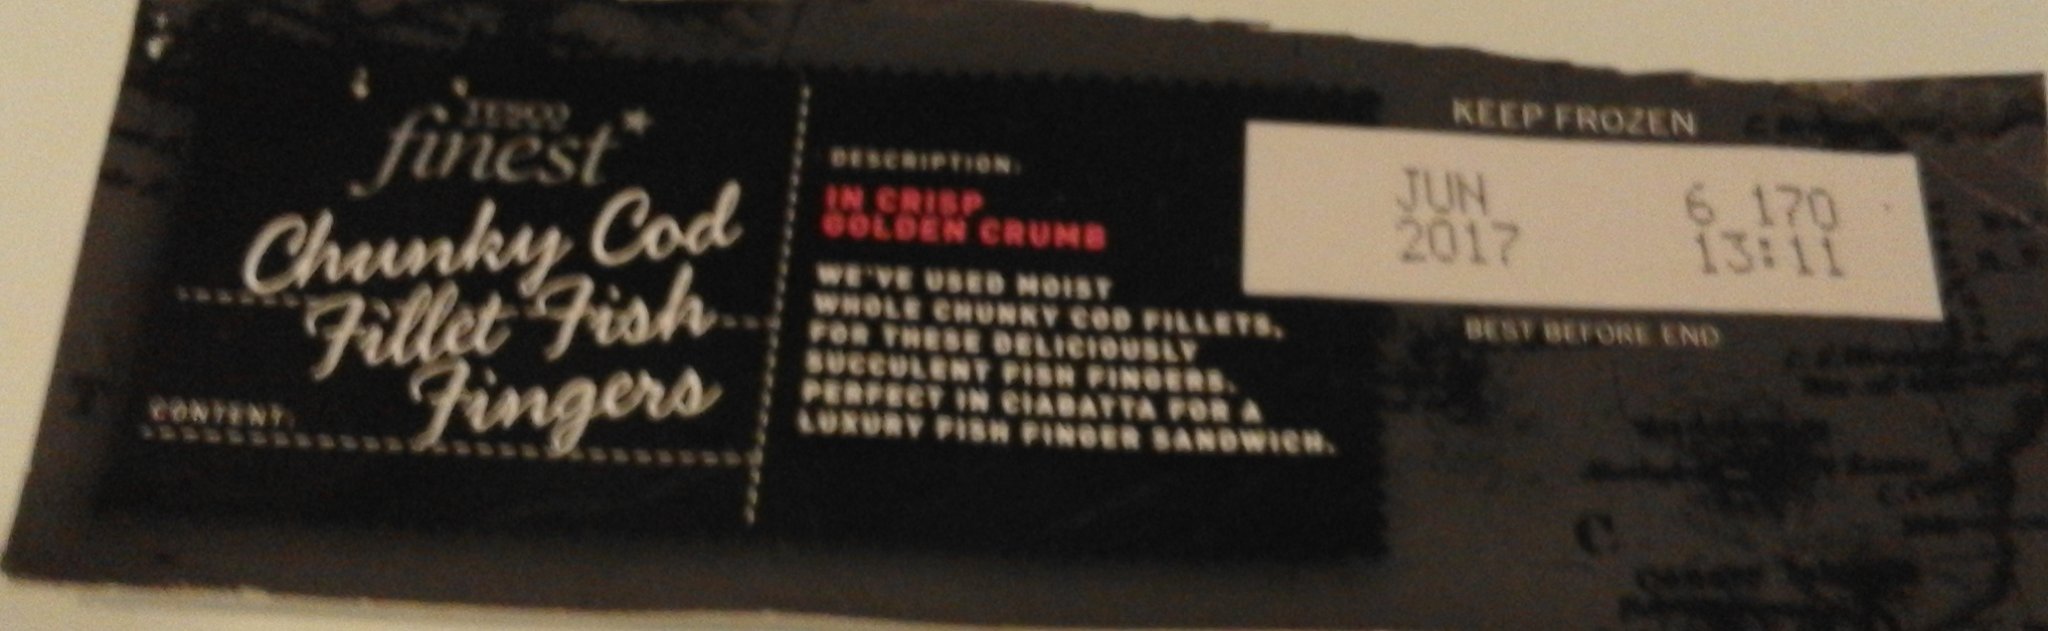 TESCO
finest*
Chunky Cod
Fillet Fish
Fingers
CONTENT:
DESCRIPTION:
IN CRISP
GOLDEN CRUMB
WE'VE USED MOIST
WHOLE CHUNKY COD FILLETS,
FOR THESE DELICIOUSLY
SUCCULENT FISH FINGERS.
PERFECT IN CIABATTA FOR A
LUXURY FISH FINGER SANDWICH.
KEEP FROZEN
JUN 6 170
2017 13:11
BEST BEFORE END